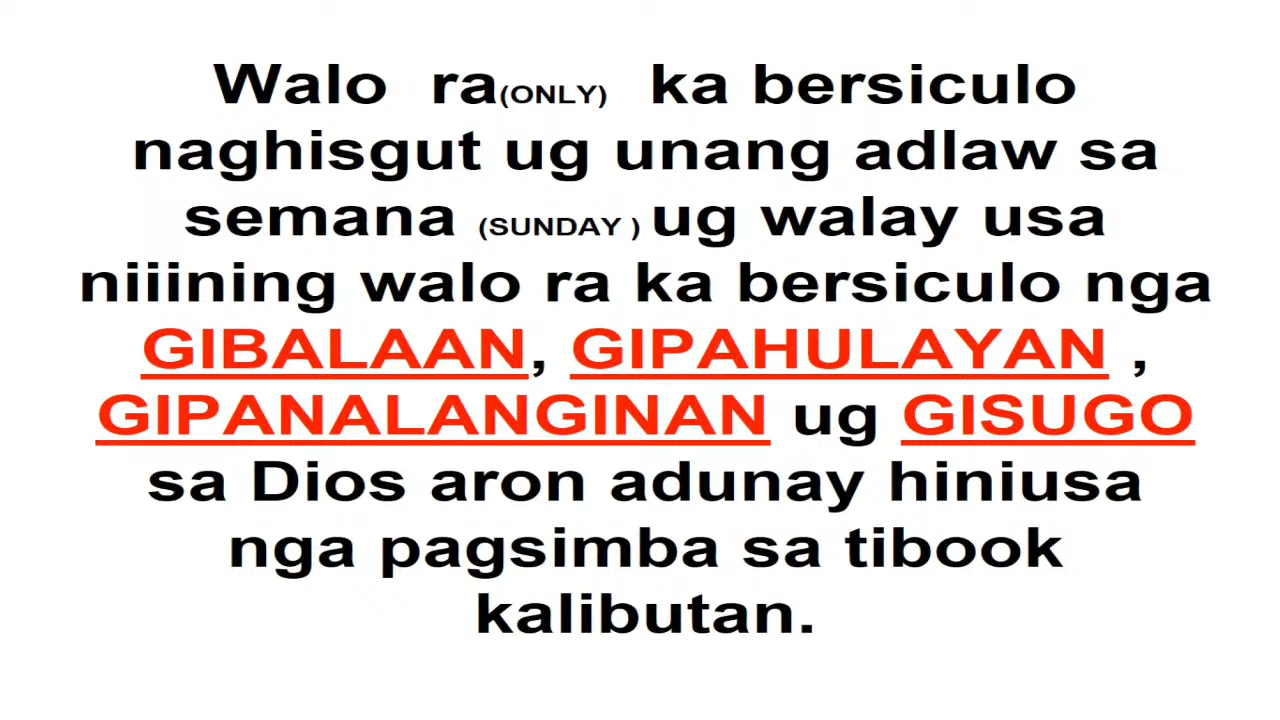 Walo ra(ONLY) ka bersiculo
naghisgut ug unang adlaw sa
semana (SUNDAY ) ug walay usa
niiining walo ra ka bersiculo nga
GIBALAAN, GIPAHULAYAN ,
GIPANALANGINAN ug GISUGO
sa Dios aron adunay hiniusa
nga pagsimba sa tibook
kalibutan.